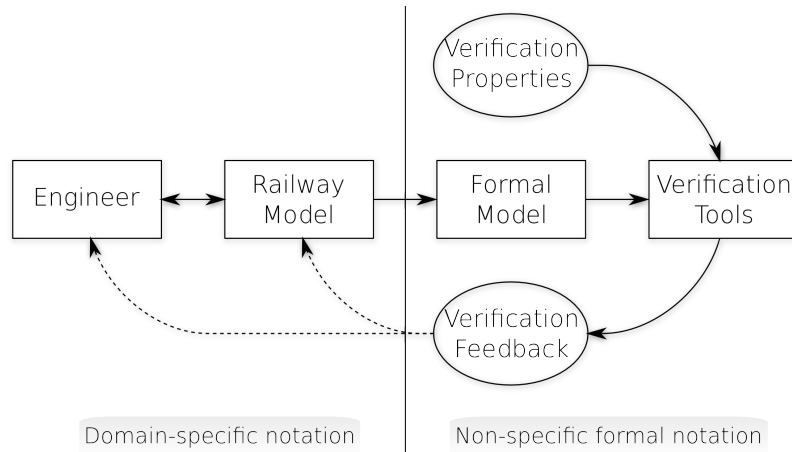 Verification
Properties
Engineer
Railway
Model
Formal
Model
Verification
Tools
Verification
Feedback
Domain-specific notation
Non-specific formal notation